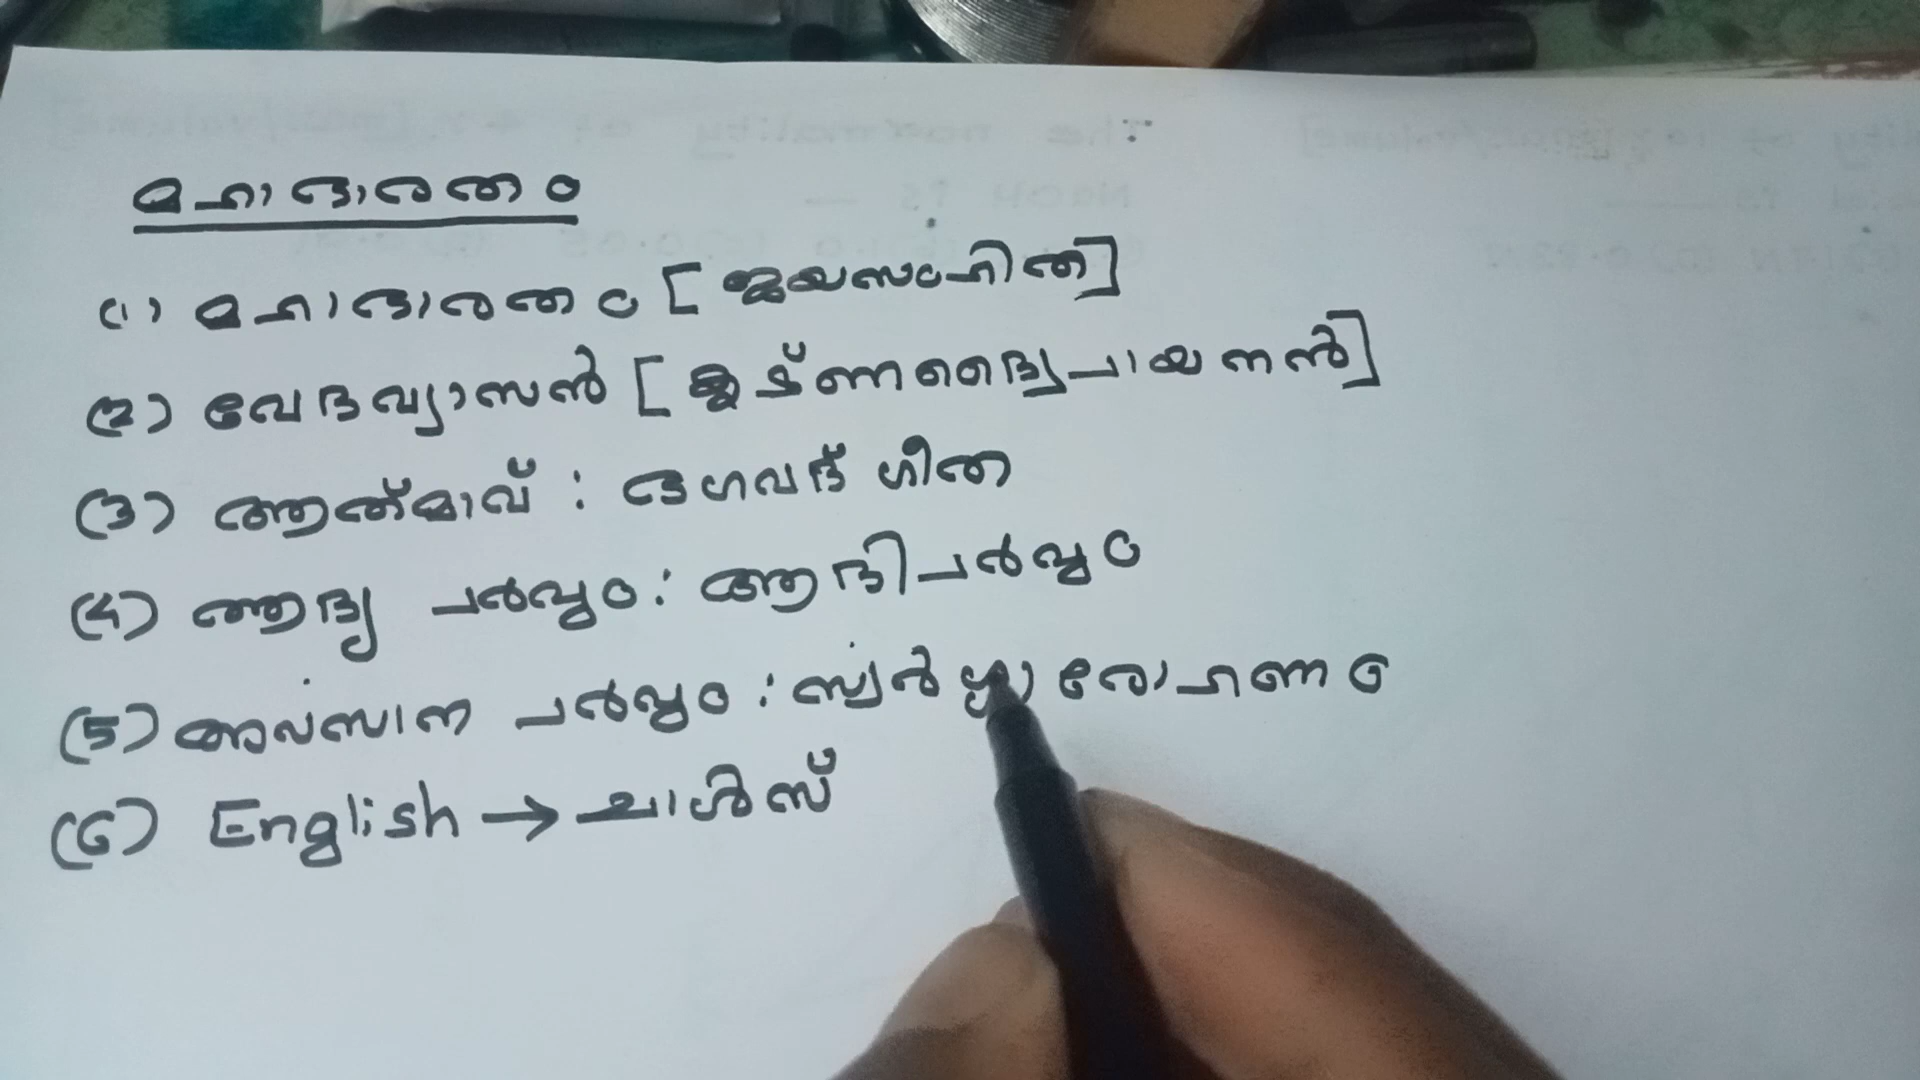 മഹാഭാരതം
(1) മഹാഭാരതം [ജയസംഹിത]
(2) വേദവ്യാസൻ [കൃഷ്ണദ്വൈപായനൻ]
(3) ആത്മാവ് : ഭഗവദ് ഗീത
(4) ആദ്യ പർവ്വം : ആദിപർവ്വം
(5) അവസാന പർവ്വം : സ്വർഗ്ഗാരോഹണം
(6) English → ചാൾസ്